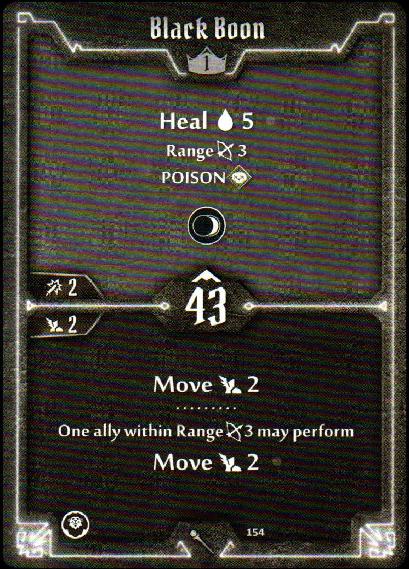 Black Boon
1
Heal 5
Range 3
POISON
2
43
2
Move 2
One ally within Range 3 may perform
Move 2
154